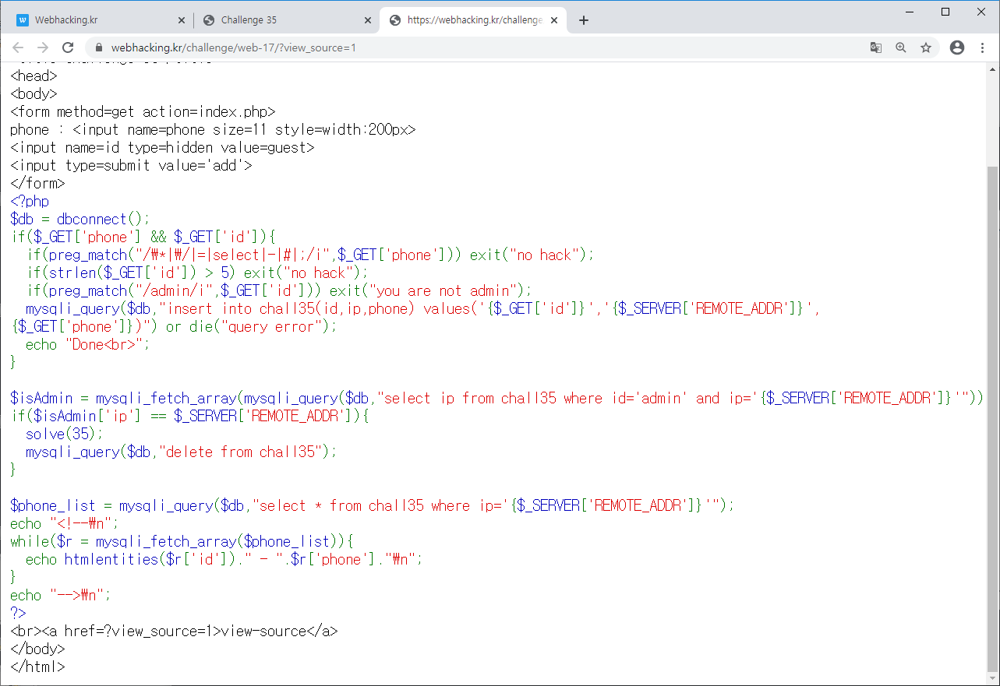 Webhacking.kr
Challenge 35
https://webhacking.kr/challenge
webhacking.kr/challenge/web-17/?view_source=1
<head>
<body>
<form method=get action=index.php>
phone : <input name=phone size=11 style=width:200px>
<input name=id type=hidden value=guest>
<input type=submit value='add'>
</form>
<?php
$db = dbconnect();
if($_GET['phone'] && $_GET['id']){
  if(preg_match("/₩*|₩/|=|select|-|#|;/i",$_GET['phone'])) exit("no hack");
  if(strlen($_GET['id']) > 5) exit("no hack");
  if(preg_match("/admin/i",$_GET['id'])) exit("you are not admin");
  mysqli_query($db,"insert into chall35(id,ip,phone) values('{$_GET['id']}','{$_SERVER['REMOTE_ADDR']}',
{$_GET['phone']})") or die("query error");
  echo "Done<br>";
}

$isAdmin = mysqli_fetch_array(mysqli_query($db,"select ip from chall35 where id='admin' and ip='{$_SERVER['REMOTE_ADDR']}'"))
if($isAdmin['ip'] == $_SERVER['REMOTE_ADDR']){
  solve(35);
  mysqli_query($db,"delete from chall35");
}

$phone_list = mysqli_query($db,"select * from chall35 where ip='{$_SERVER['REMOTE_ADDR']}'");
echo "<!--₩n";
while($r = mysqli_fetch_array($phone_list)){
  echo htmlentities($r['id'])." - ".$r['phone']."₩n";
}
echo "-->₩n";
?>
<br><a href=?view_source=1>view-source</a>
</body>
</html>